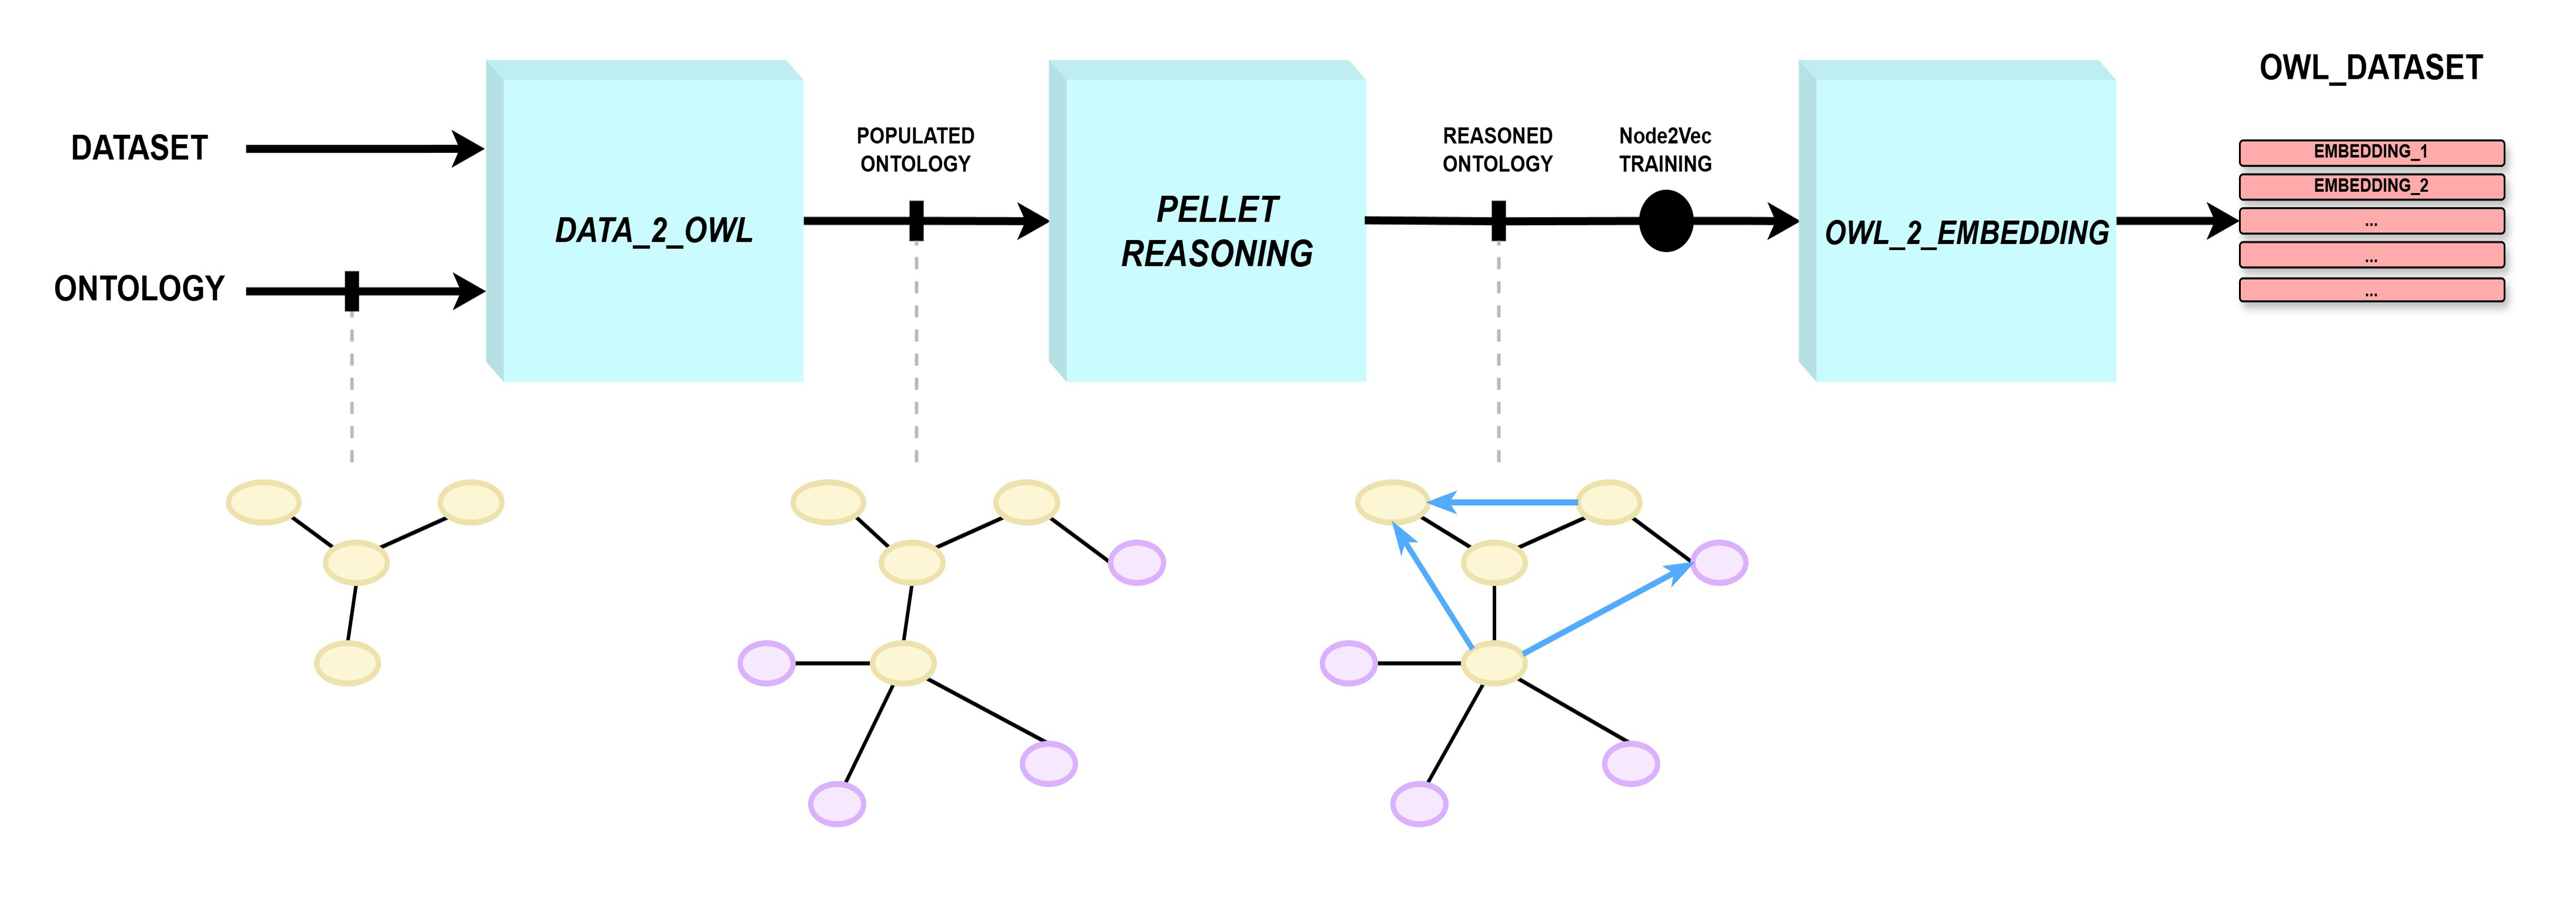 DATASET
ONTOLOGY
DATA_2_OWL
POPULATED
ONTOLOGY
PELLET
REASONING
REASONED
ONTOLOGY
Node2Vec
TRAINING
OWL_2_EMBEDDING
OWL_DATASET
EMBEDDING_1
EMBEDDING_2
...
...
...